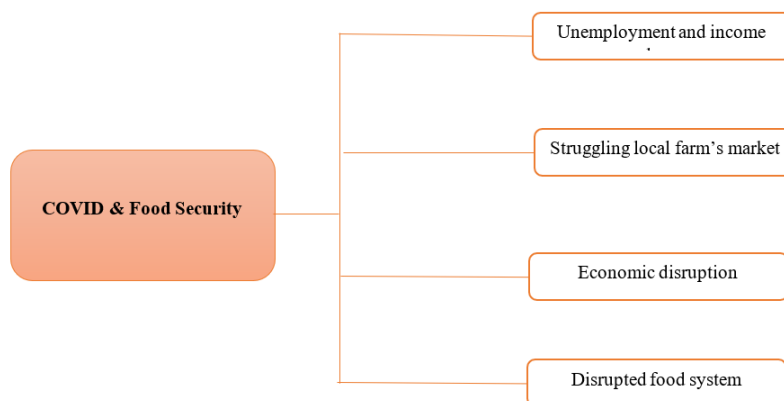 Unemployment and income
Struggling local farm's market
COVID & Food Security
Economic disruption
Disrupted food system